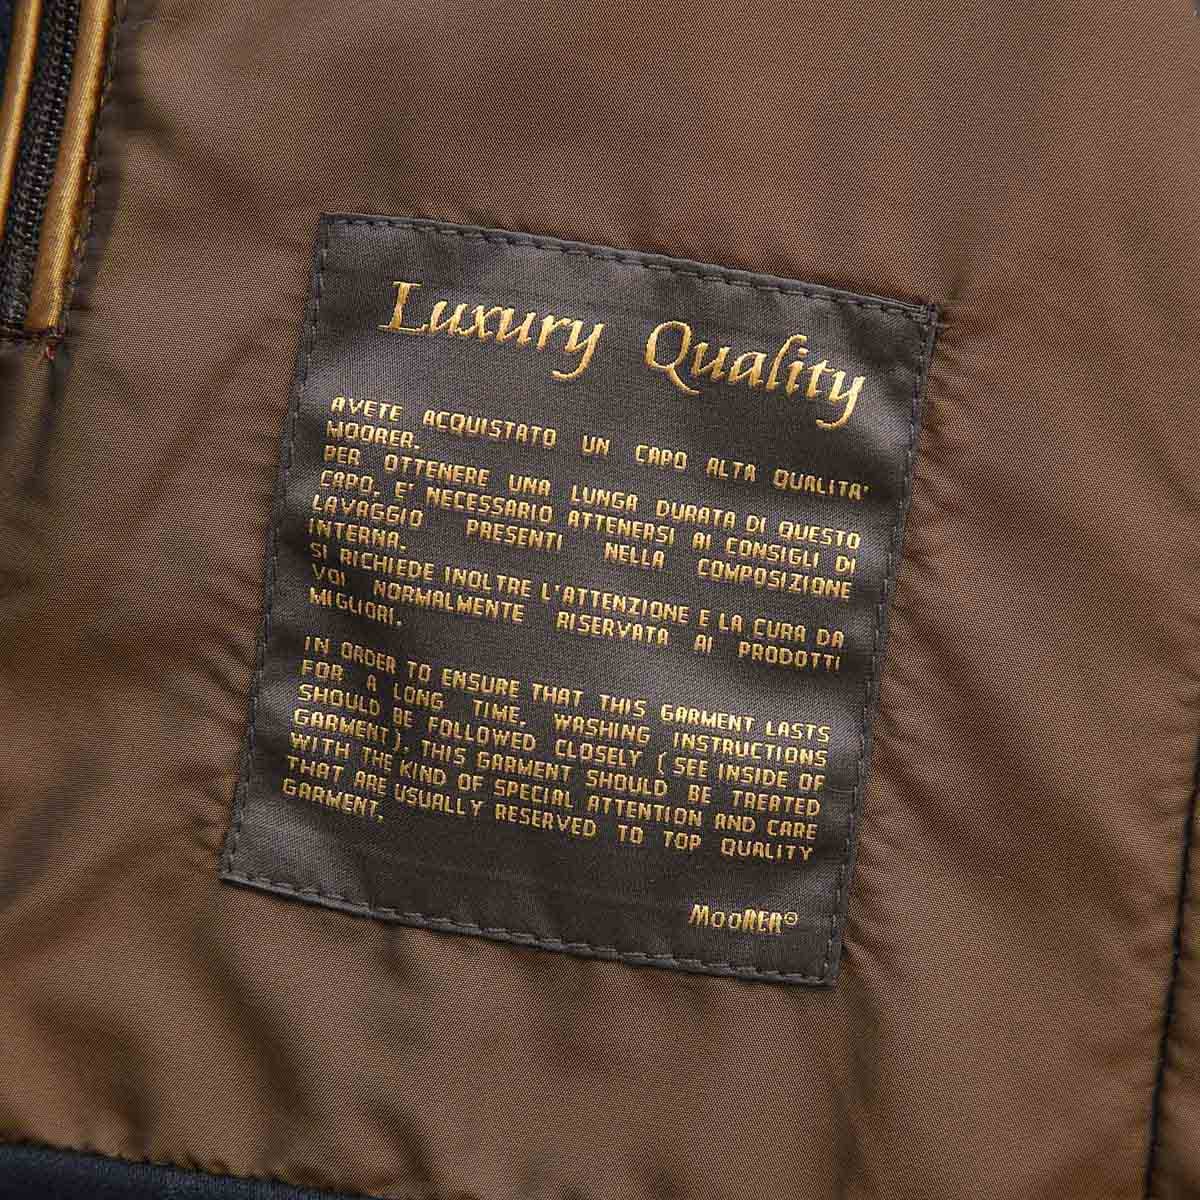 Luxury Quality
AVETE ACQUISTATO UN CAPO ALTA QUALITA'
MOORER.
PER OTTENERE UNA LUNGA DURATA DI QUESTO
CAPO, E' NECESSARIO ATTENERSI AI CONSIGLI DI
LAVAGGIO PRESENTI NELLA COMPOSIZIONE
INTERNA.
SI RICHIEDE INOLTRE L'ATTENZIONE E LA CURA DA
VOI NORMALMENTE RISERVATA AI PRODOTTI
MIGLIORI.
IN ORDER TO ENSURE THAT THIS GARMENT LASTS
FOR A LONG TIME, WASHING INSTRUCTIONS
SHOULD BE FOLLOWED CLOSELY ( SEE INSIDE OF
GARMENT). THIS GARMENT SHOULD BE TREATED
WITH THE KIND OF SPECIAL ATTENTION AND CARE
THAT ARE USUALLY RESERVED TO TOP QUALITY
GARMENT.
MOORER®